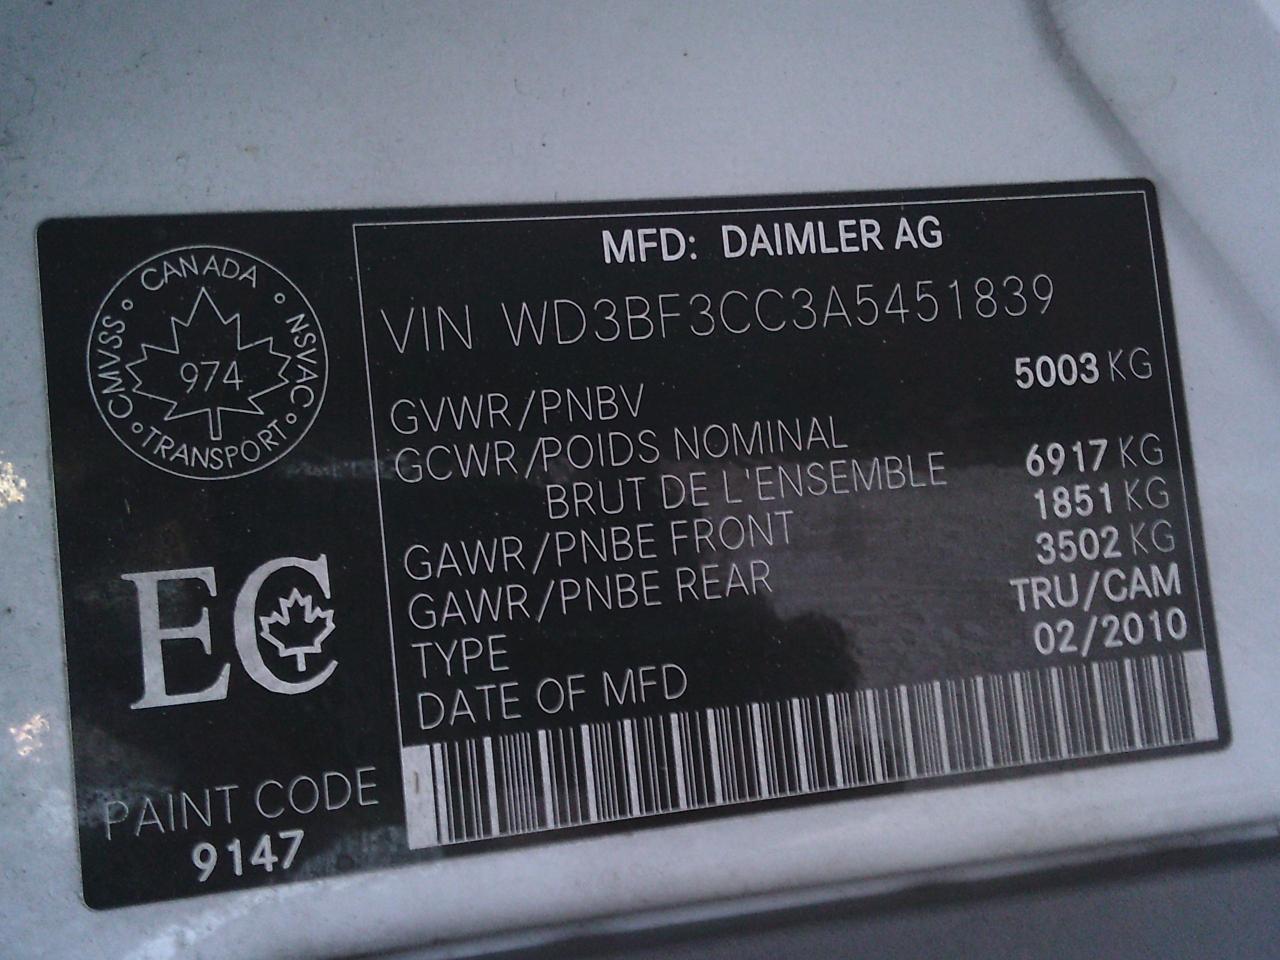 CANADA
CMVSS NSVAC
974
TRANSPORT
EC
PAINT CODE
9147
MFD: DAIMLER AG
VIN WD3BF3CC3A5451839
GVWR/PNBV 5003 KG
GCWR/POIDS NOMINAL
BRUT DE L'ENSEMBLE 6917 KG
GAWR/PNBE FRONT 1851 KG
GAWR/PNBE REAR 3502 KG
TYPE TRU/CAM
DATE OF MFD 02/2010